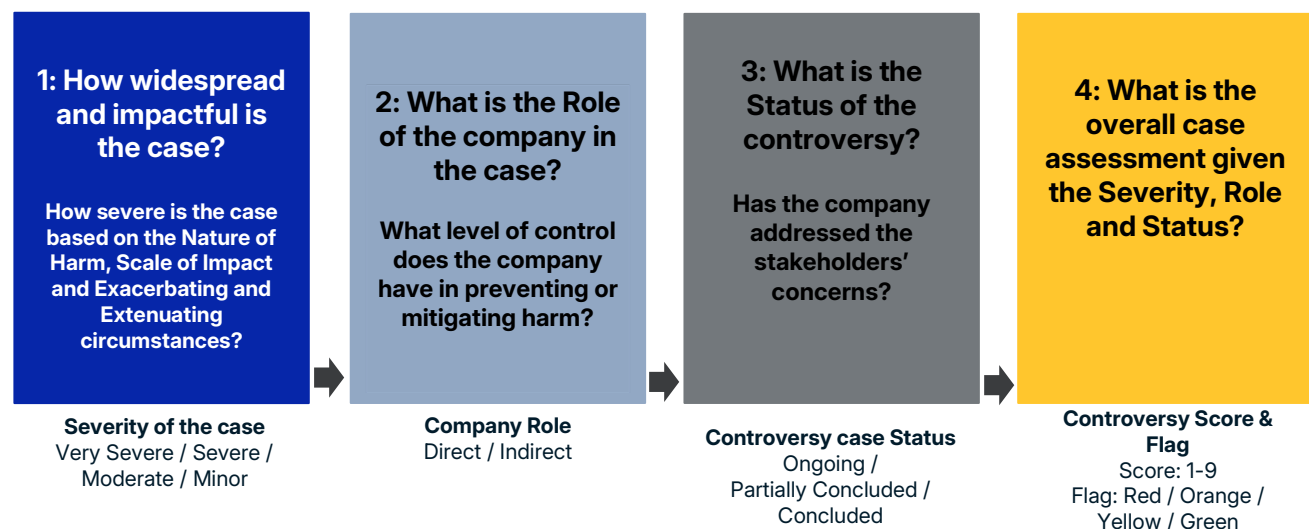 1: How widespread
and impactful is
the case?
How severe is the case
based on the Nature of
Harm, Scale of Impact
and Exacerbating and
Extenuating
circumstances?
Severity of the case
Very Severe / Severe /
Moderate / Minor
2: What is the Role
of the company in
the case?
What level of control
does the company
have in preventing or
mitigating harm?
Company Role
Direct / Indirect
3: What is the
Status of the
controversy?
Has the company
addressed the
stakeholders’
concerns?
Controversy case Status
Ongoing /
Partially Concluded /
Concluded
4: What is the
overall case
assessment given
the Severity, Role
and Status?
Controversy Score &
Flag
Score: 1-9
Flag: Red / Orange /
Yellow / Green